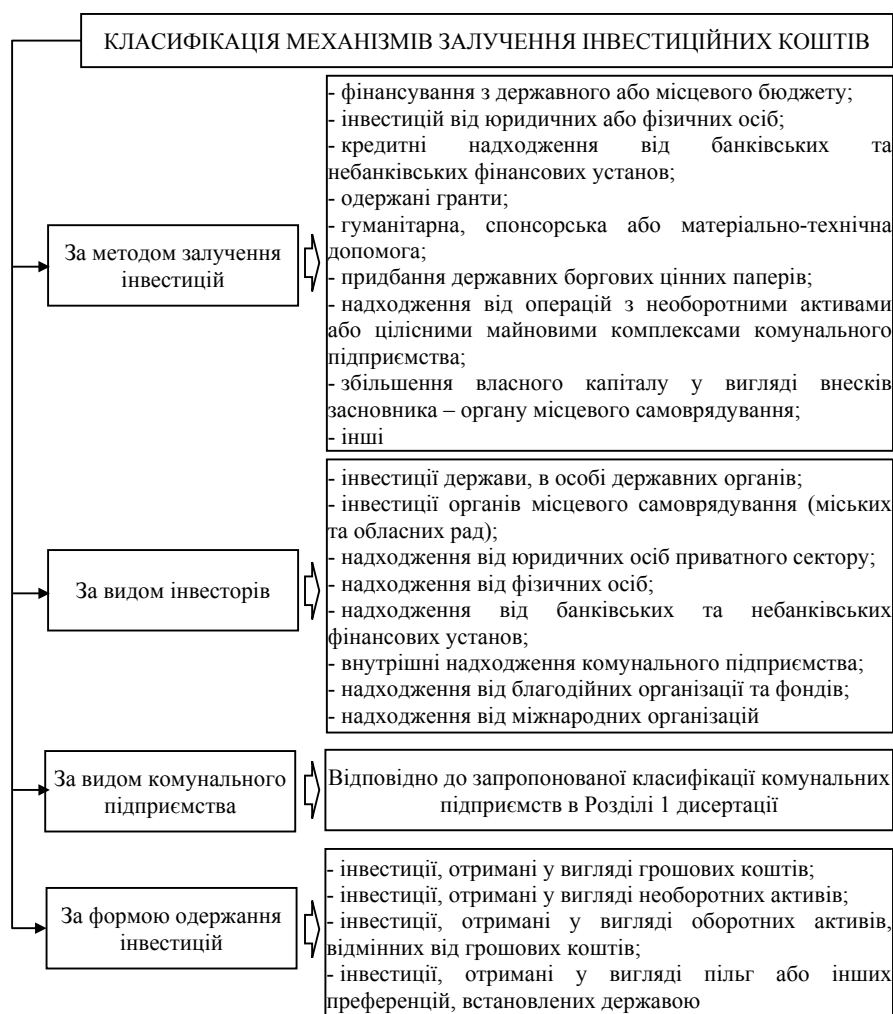 КЛАСИФІКАЦІЯ МЕХАНІЗМІВ ЗАЛУЧЕННЯ ІНВЕСТИЦІЙНИХ КОШТІВ
За методом залучення
інвестицій
- фінансування з державного або місцевого бюджету;
- інвестицій від юридичних або фізичних осіб;
- кредитні надходження від банківських та
небанківських фінансових установ;
- одержані гранти;
- гуманітарна, спонсорська або матеріально-технічна
допомога;
- придбання державних боргових цінних паперів;
- надходження від операцій з необоротними активами
або цілісними майновими комплексами комунального
підприємства;
- збільшення власного капіталу у вигляді внесків
засновника – органу місцевого самоврядування;
- інші
За видом інвесторів
- інвестиції держави, в особі державних органів;
- інвестиції органів місцевого самоврядування (міських
та обласних рад);
- надходження від юридичних осіб приватного сектору;
- надходження від фізичних осіб;
- надходження від банківських та небанківських
фінансових установ;
- внутрішні надходження комунального підприємства;
- надходження від благодійних організації та фондів;
- надходження від міжнародних організацій
За видом комунального
підприємства
Відповідно до запропонованої класифікації комунальних
підприємств в Розділі 1 дисертації
За формою одержання
інвестицій
- інвестиції, отримані у вигляді грошових коштів;
- інвестиції, отримані у вигляді необоротних активів;
- інвестиції, отримані у вигляді оборотних активів,
відмінних від грошових коштів;
- інвестиції, отримані у вигляді пільг або інших
преференцій, встановлених державою